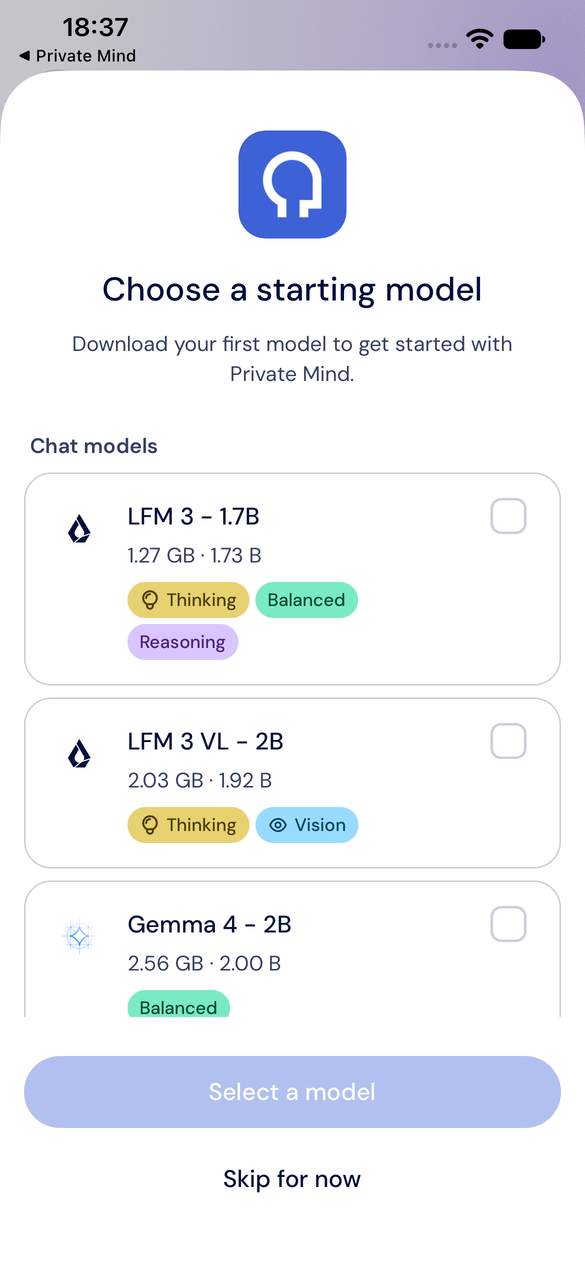 18:37
◀ Private Mind
Choose a starting model
Download your first model to get started with
Private Mind.
Chat models
LFM 3 – 1.7B
1.27 GB · 1.73 B
Thinking
Balanced
Reasoning
LFM 3 VL – 2B
2.03 GB · 1.92 B
Thinking
Vision
Gemma 4 – 2B
2.56 GB · 2.00 B
Balanced
Select a model
Skip for now